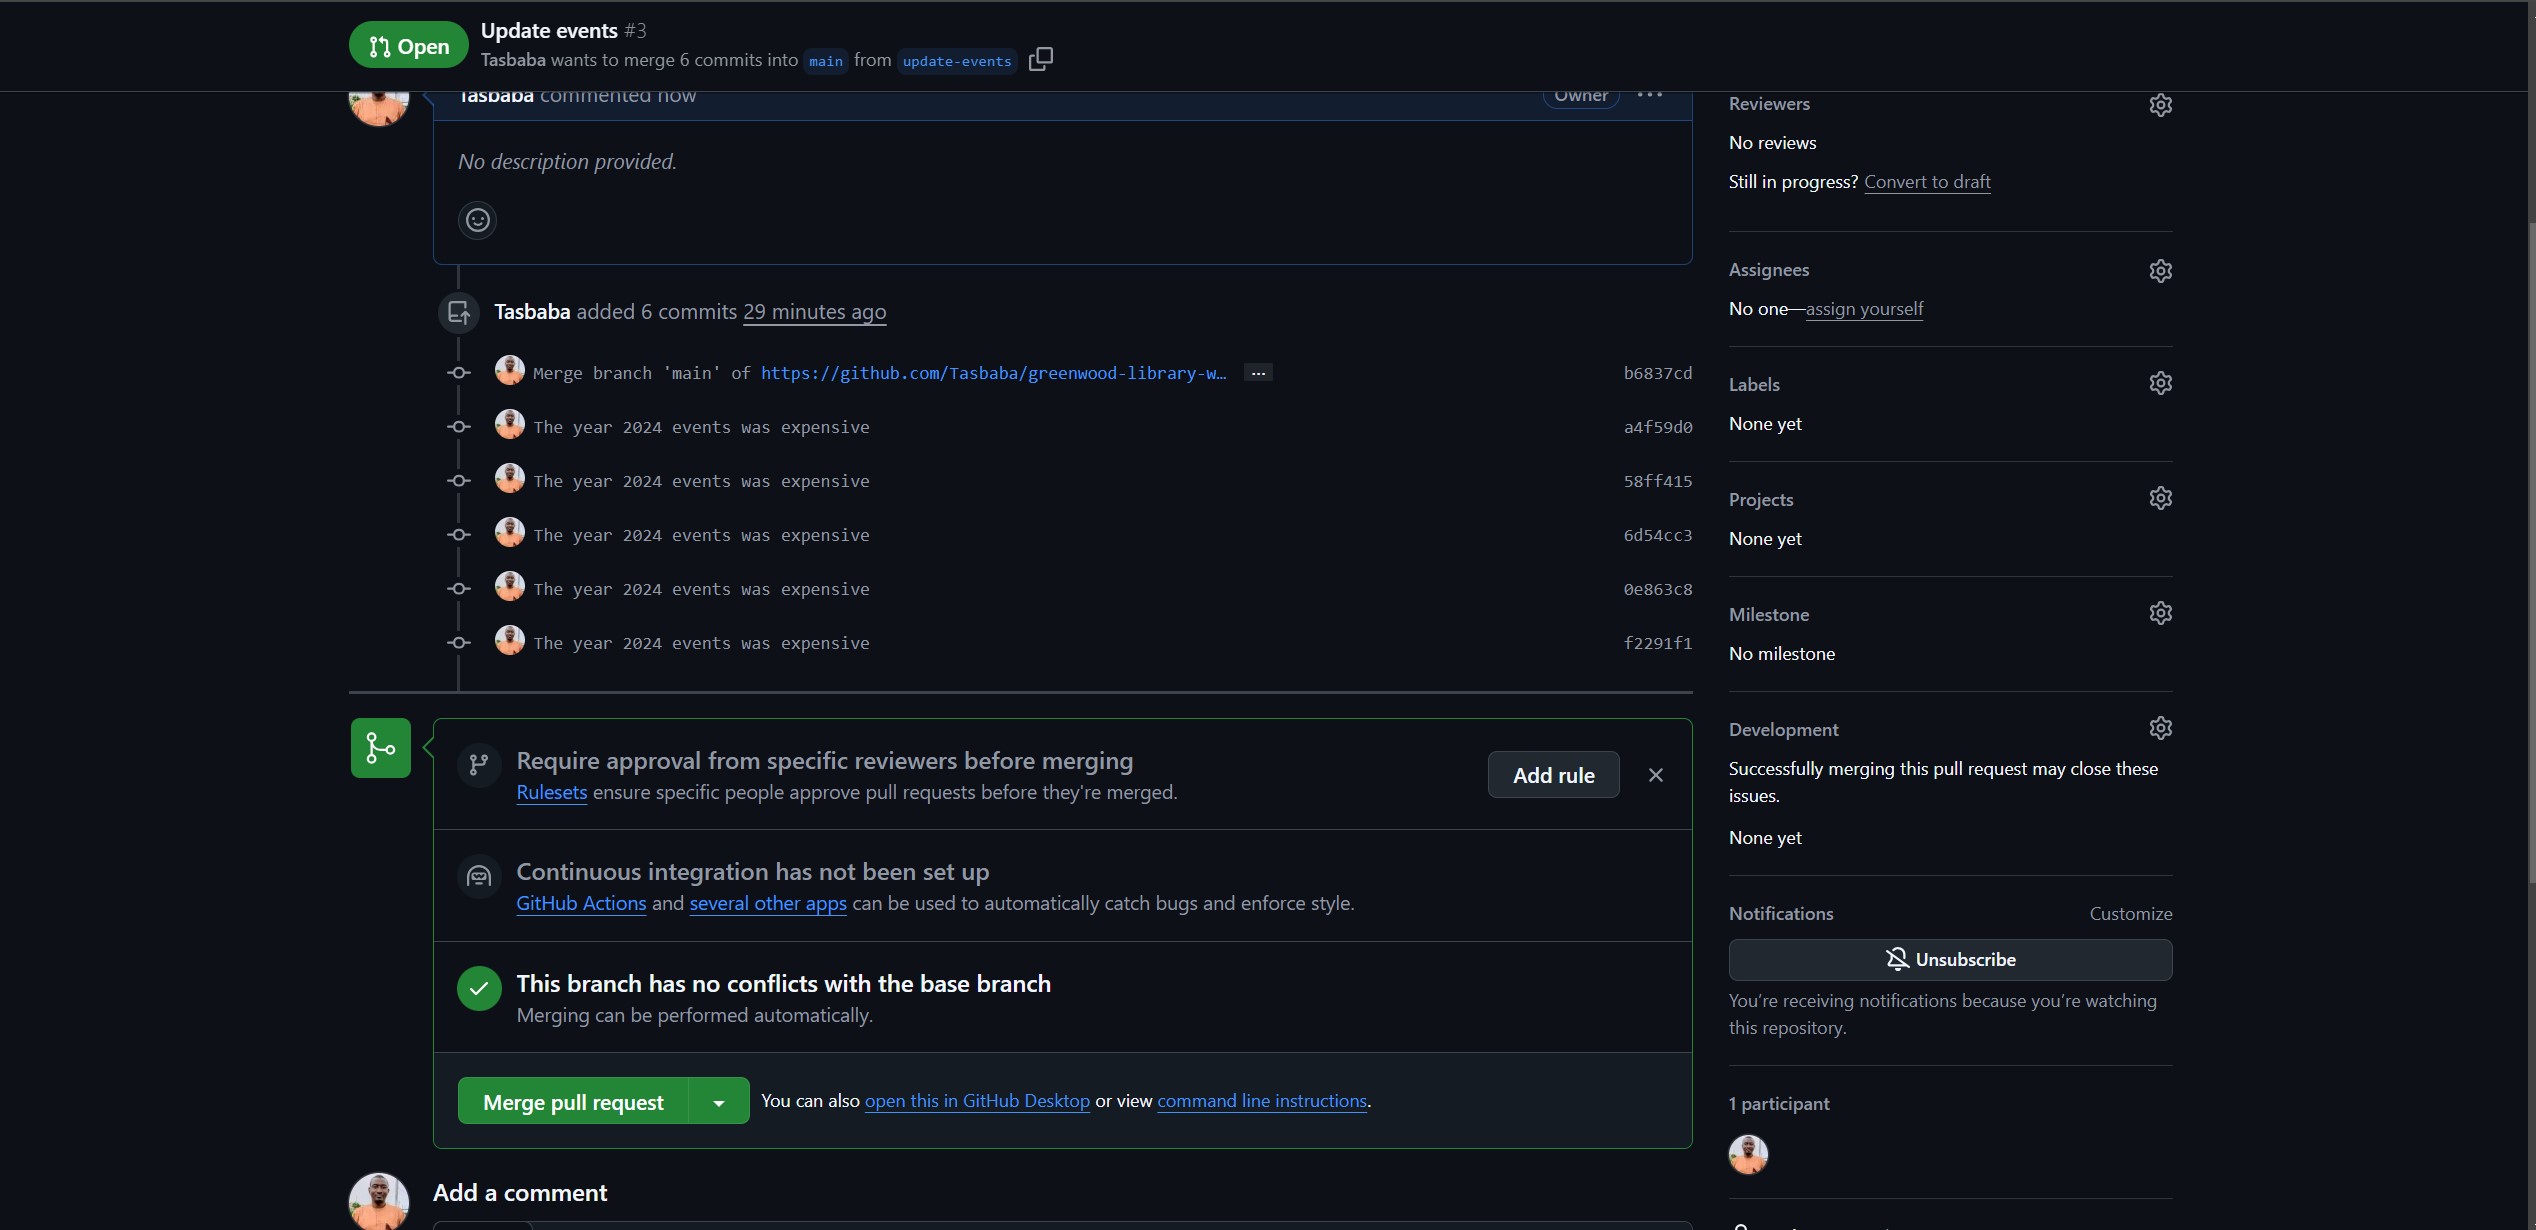 Open
Update events #3
Tasbaba wants to merge 6 commits into main from update-events
Tasbaba commented now
Owner
No description provided.
Tasbaba added 6 commits 29 minutes ago
Merge branch 'main' of https://github.com/Tasbaba/greenwood-library-w… … b6837cd
The year 2024 events was expensive a4f59d0
The year 2024 events was expensive 58ff415
The year 2024 events was expensive 6d54cc3
The year 2024 events was expensive 0e863c8
The year 2024 events was expensive f2291f1
Require approval from specific reviewers before merging
Rulesets ensure specific people approve pull requests before they're merged.
Add rule
Continuous integration has not been set up
GitHub Actions and several other apps can be used to automatically catch bugs and enforce style.
This branch has no conflicts with the base branch
Merging can be performed automatically.
Merge pull request
You can also open this in GitHub Desktop or view command line instructions.
Add a comment
Reviewers
No reviews
Still in progress? Convert to draft
Assignees
No one—assign yourself
Labels
None yet
Projects
None yet
Milestone
No milestone
Development
Successfully merging this pull request may close these
issues.
None yet
Notifications
Customize
Unsubscribe
You’re receiving notifications because you’re watching
this repository.
1 participant